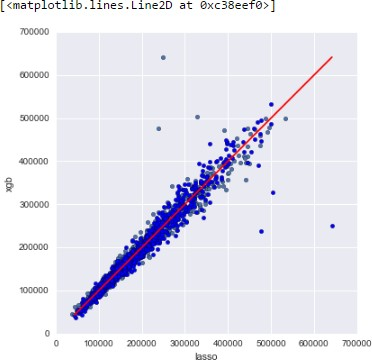 [<matplotlib.lines.Line2D at 0xc38eef0>]
700000
600000
500000
400000
300000
200000
100000
0
xgb
0 100000 200000 300000 400000 500000 600000 700000
lasso